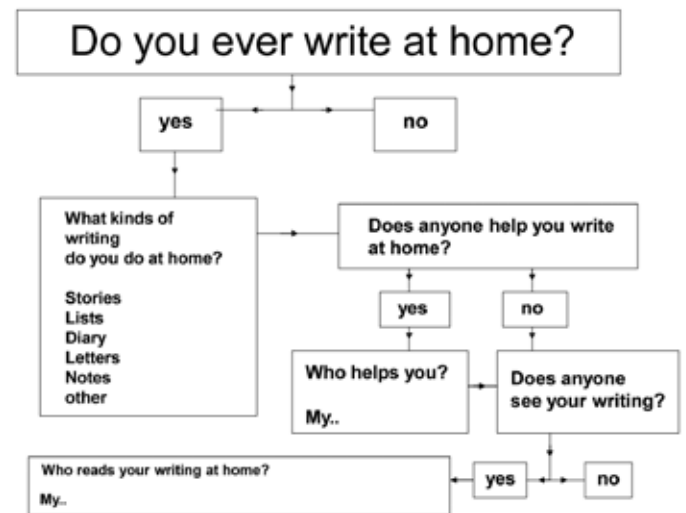 Do you ever write at home?
yes
no
What kinds of
writing
do you do at home?
Stories
Lists
Diary
Letters
Notes
other
Does anyone help you write
at home?
yes
no
Who helps you?
My..
Does anyone
see your writing?
yes
no
Who reads your writing at home?
My..